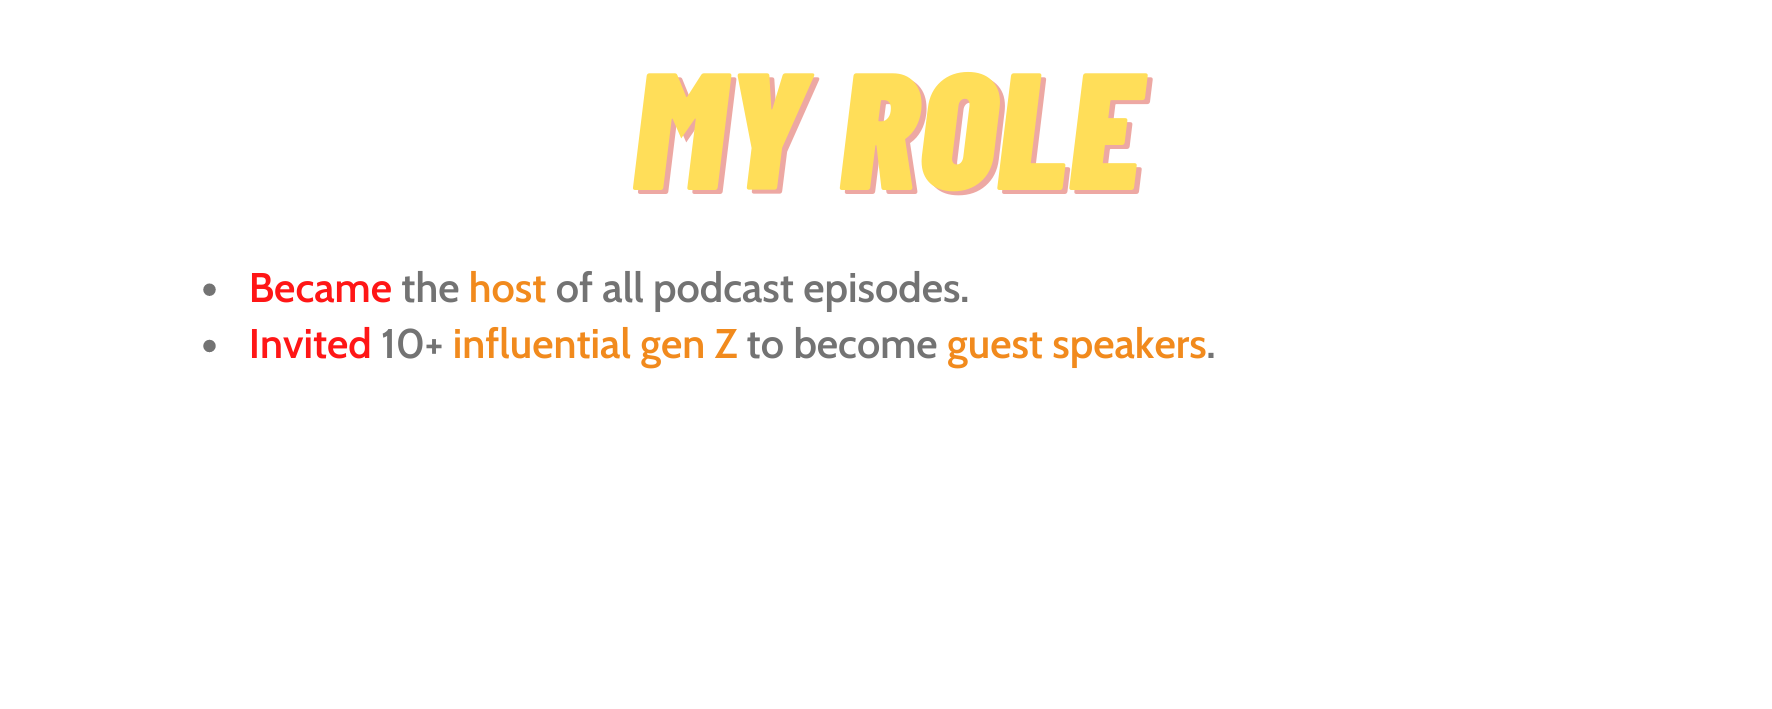 MY ROLE
• Became the host of all podcast episodes.
• Invited 10+ influential gen Z to become guest speakers.